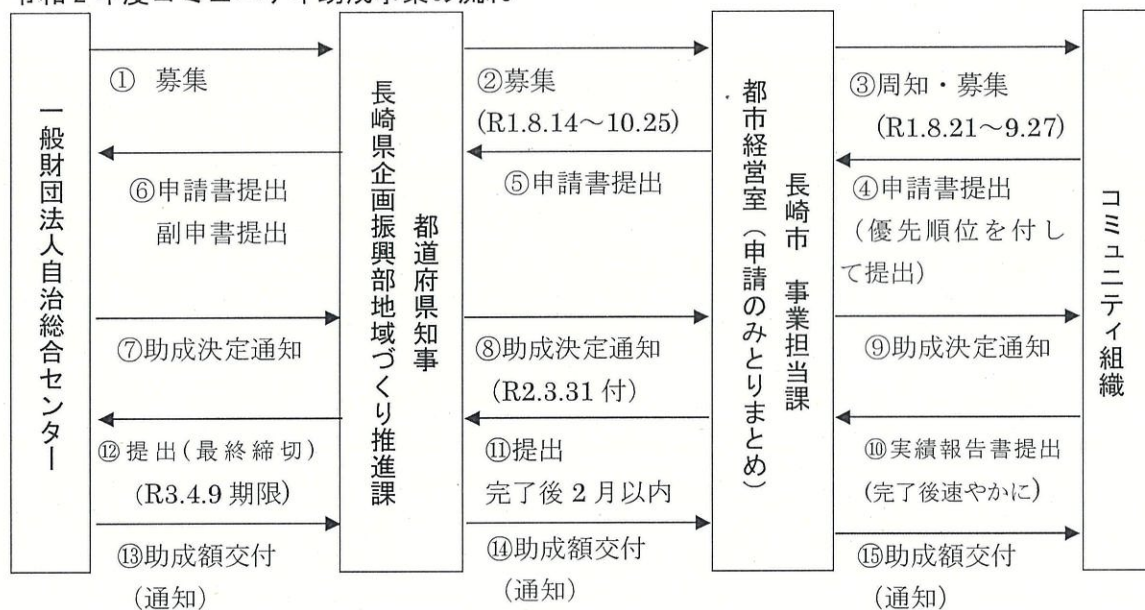 令和2年度コミュニティ助成事業の流れ
一般財団法人自治総合センター
① 募集
⑥申請書提出
副申書提出
⑦助成決定通知
⑫提出(最終締切)
(R3.4.9 期限)
⑬助成額交付
(通知)
都道府県知事
長崎県企画振興部地域づくり推進課
②募集
(R1.8.14～10.25)
⑤申請書提出
⑧助成決定通知
(R2.3.31 付)
⑪提出
完了後 2 月以内
⑭助成額交付
(通知)
長崎市 事業担当課
都市経営室(申請のみとりまとめ)
③周知・募集
(R1.8.21～9.27)
④申請書提出
(優先順位を付し
て提出)
⑨助成決定通知
⑩実績報告書提出
(完了後速やかに)
⑮助成額交付
(通知)
コミュニティ組織